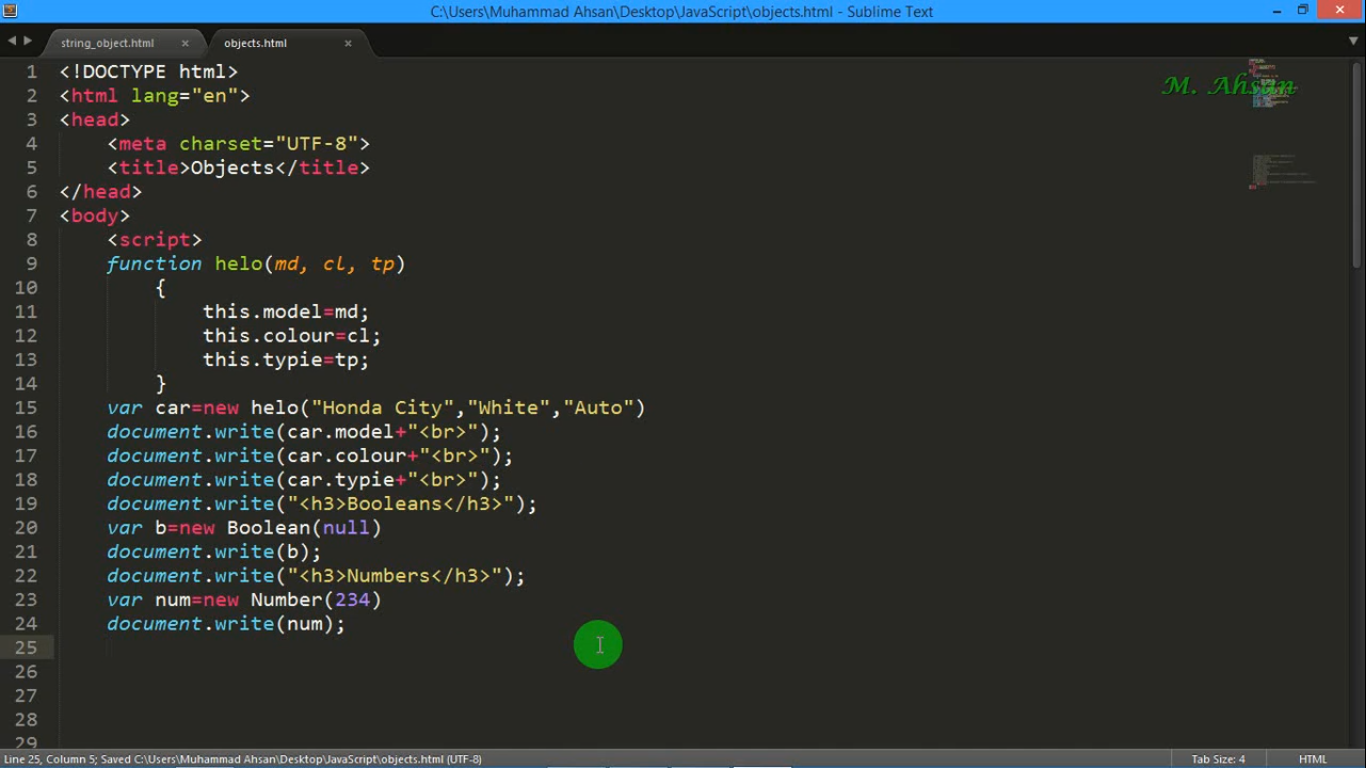 C:\Users\Muhammad Ahsan\Desktop\JavaScript\objects.html - Sublime Text
string_object.html × objects.html ×
M. Ahsan
1 <!DOCTYPE html>
2 <html lang="en">
3 <head>
4 <meta charset="UTF-8">
5 <title>Objects</title>
6 </head>
7 <body>
8 <script>
9 function helo(md, cl, tp)
10 {
11 this.model=md;
12 this.colour=cl;
13 this.typie=tp;
14 }
15 var car=new helo("Honda City","White","Auto")
16 document.write(car.model+"<br>");
17 document.write(car.colour+"<br>");
18 document.write(car.typie+"<br>");
19 document.write("<h3>Booleans</h3>");
20 var b=new Boolean(null)
21 document.write(b);
22 document.write("<h3>Numbers</h3>");
23 var num=new Number(234)
24 document.write(num);
25
26
27
28
29
Line 25, Column 5; Saved C:\Users\Muhammad Ahsan\Desktop\JavaScript\objects.html (UTF-8) Tab Size: 4 HTML